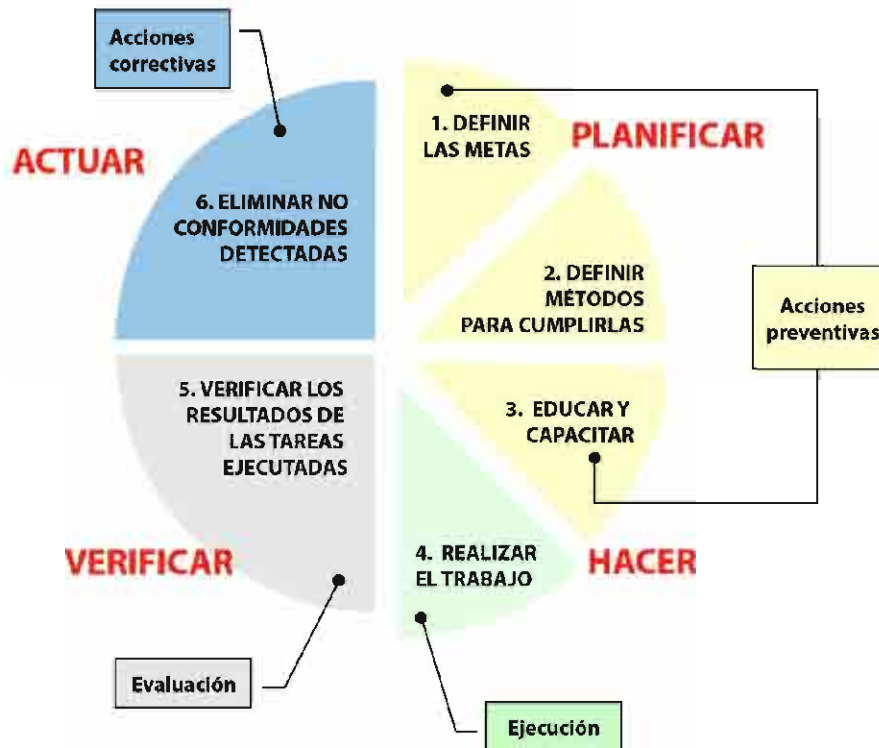 Acciones
correctivas
ACTUAR
1. DEFINIR
LAS METAS
PLANIFICAR
6. ELIMINAR NO
CONFORMIDADES
DETECTADAS
2. DEFINIR
MÉTODOS
PARA CUMPLIRLAS
Acciones
preventivas
5. VERIFICAR LOS
RESULTADOS DE
LAS TAREAS
EJECUTADAS
3. EDUCAR Y
CAPACITAR
VERIFICAR
4. REALIZAR
EL TRABAJO
HACER
Evaluación
Ejecución